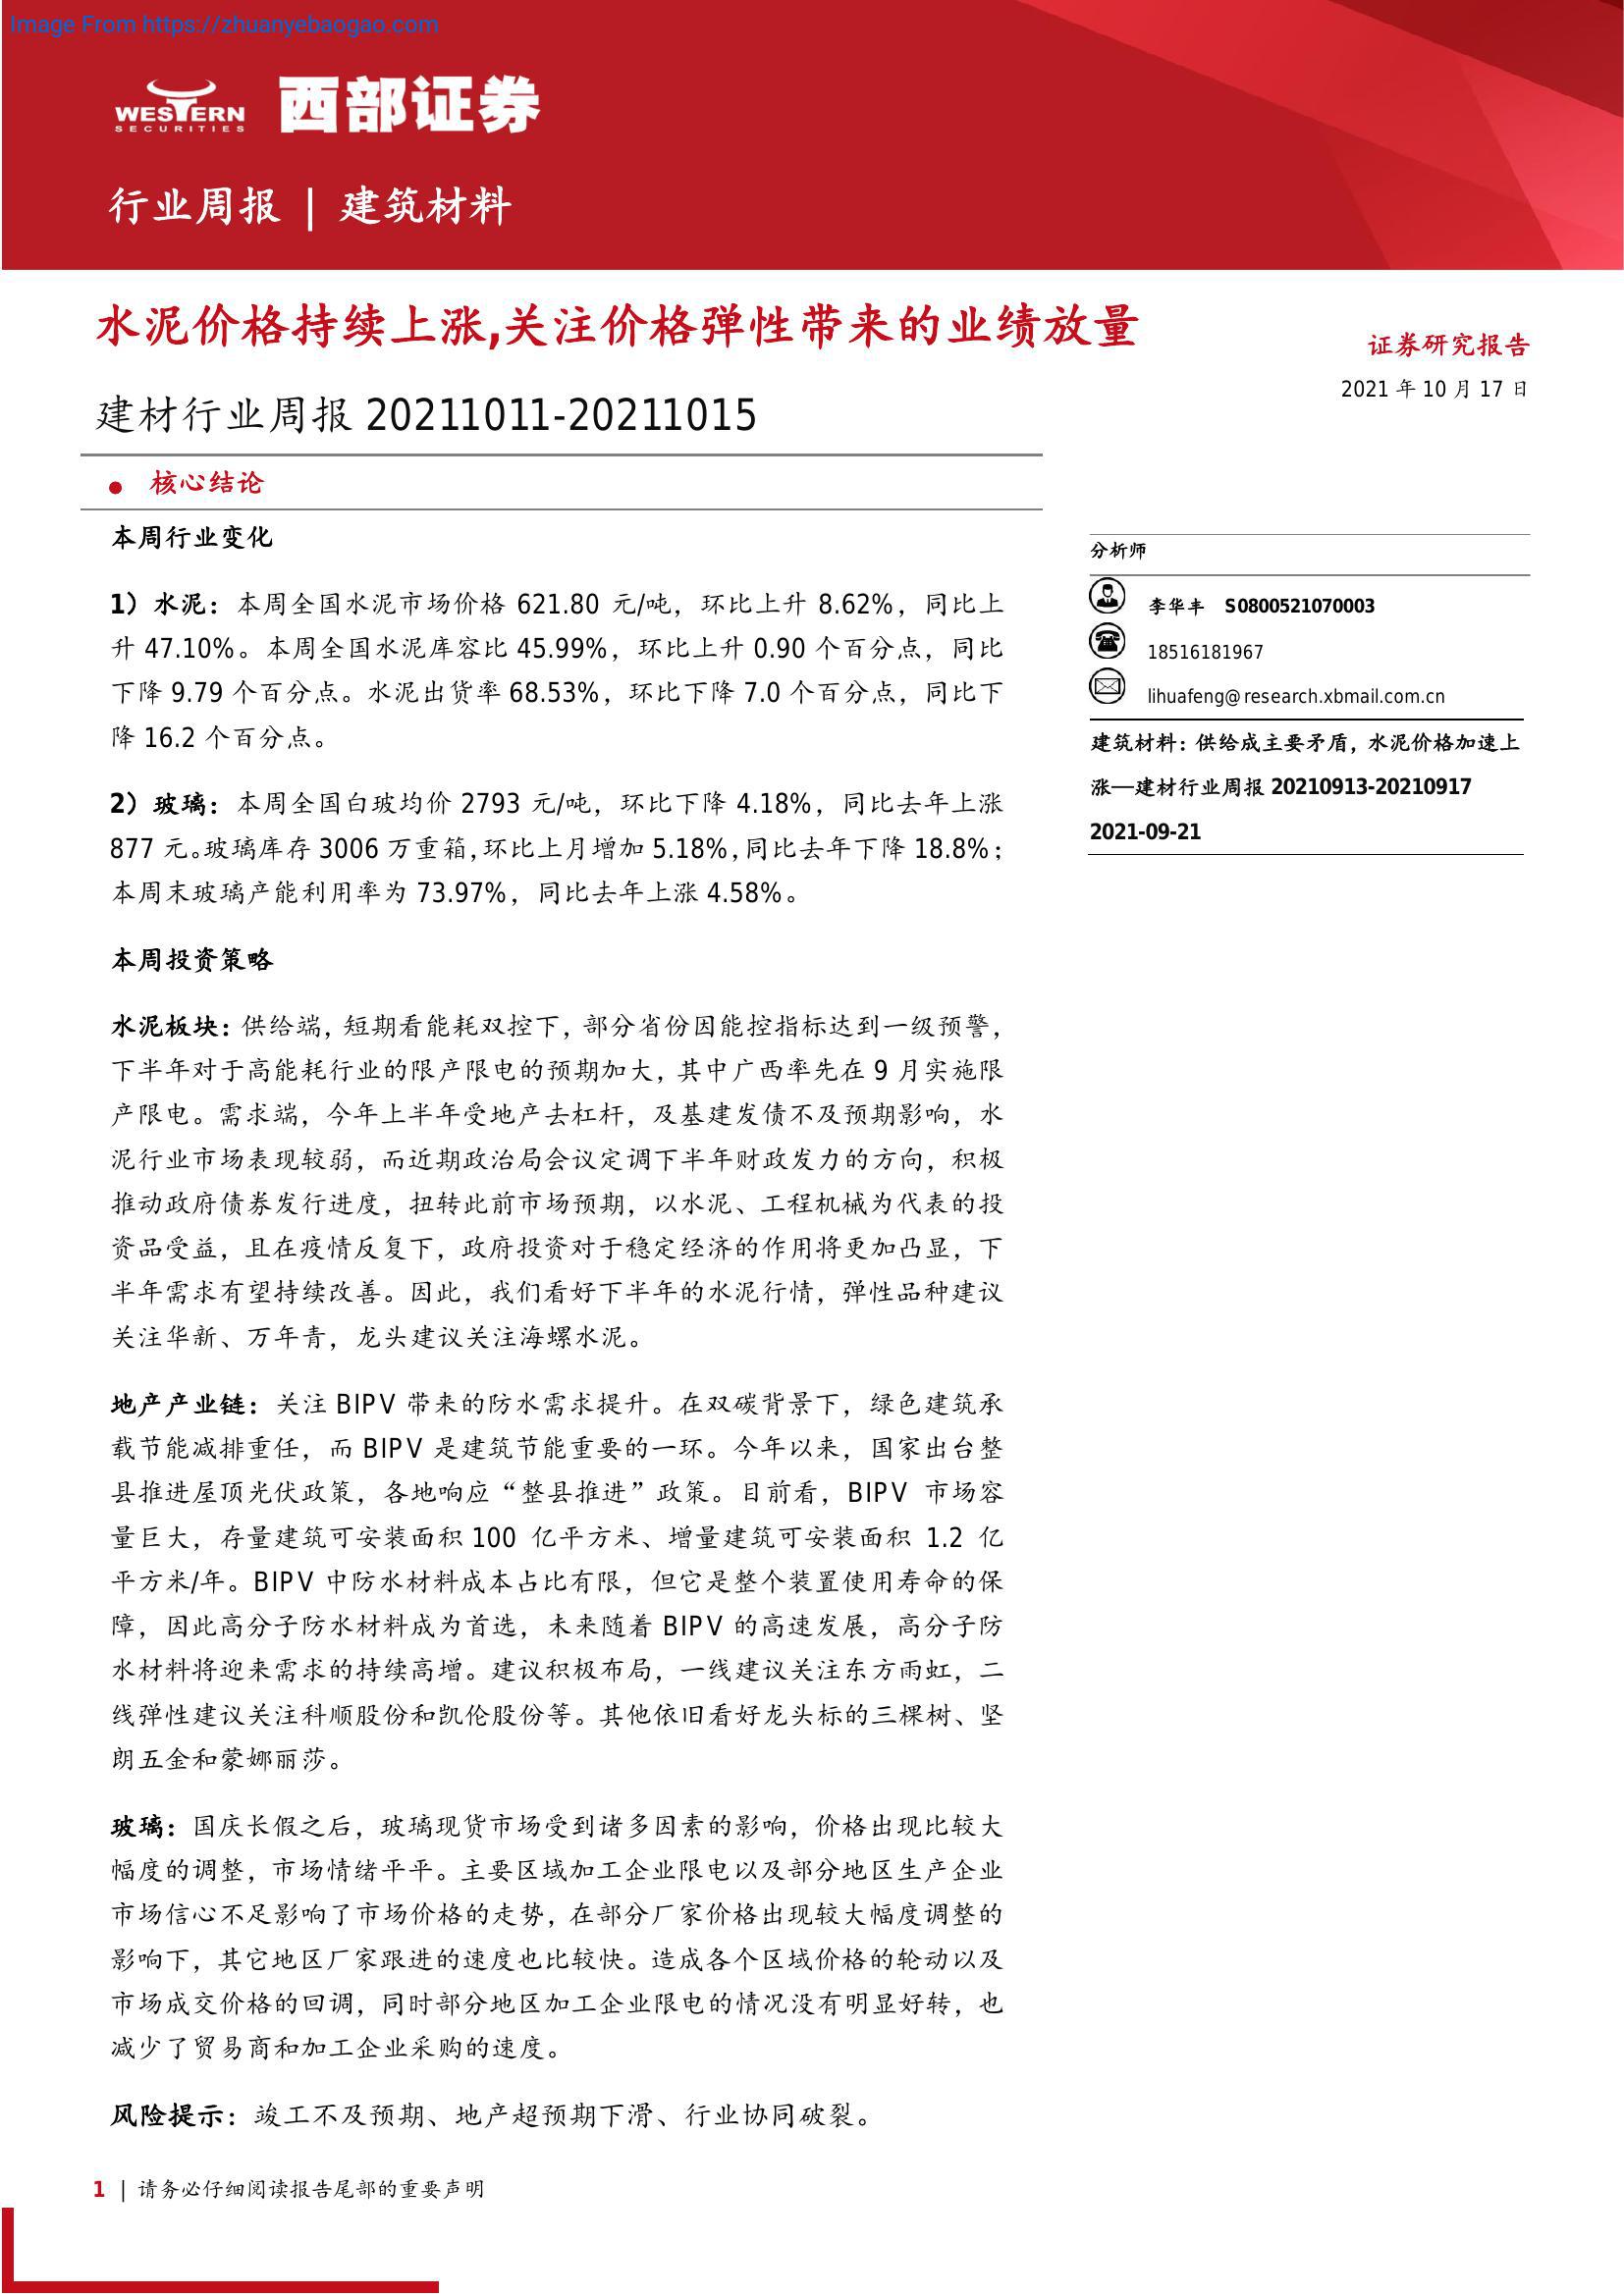 Image From https://zhuanyebaogao.com
WESTERN
SECURITIES
西部证券
行业周报 | 建筑材料
水泥价格持续上涨,关注价格弹性带来的业绩放量
证券研究报告
2021 年 10 月 17 日
建材行业周报 20211011-20211015
● 核心结论
本周行业变化
1）水泥：本周全国水泥市场价格 621.80 元/吨，环比上升 8.62%，同比上
升 47.10%。本周全国水泥库容比 45.99%，环比上升 0.90 个百分点，同比
下降 9.79 个百分点。水泥出货率 68.53%，环比下降 7.0 个百分点，同比下
降 16.2 个百分点。
2）玻璃：本周全国白玻均价 2793 元/吨，环比下降 4.18%，同比去年上涨
877 元。玻璃库存 3006 万重箱，环比上月增加 5.18%，同比去年下降 18.8%；
本周末玻璃产能利用率为 73.97%，同比去年上涨 4.58%。
本周投资策略
水泥板块：供给端，短期看能耗双控下，部分省份因能控指标达到一级预警，
下半年对于高能耗行业的限产限电的预期加大，其中广西率先在 9 月实施限
产限电。需求端，今年上半年受地产去杠杆，及基建发债不及预期影响，水
泥行业市场表现较弱，而近期政治局会议定调下半年财政发力的方向，积极
推动政府债券发行进度，扭转此前市场预期，以水泥、工程机械为代表的投
资品受益，且在疫情反复下，政府投资对于稳定经济的作用将更加凸显，下
半年需求有望持续改善。因此，我们看好下半年的水泥行情，弹性品种建议
关注华新、万年青，龙头建议关注海螺水泥。
地产产业链：关注 BIPV 带来的防水需求提升。在双碳背景下，绿色建筑承
载节能减排重任，而 BIPV 是建筑节能重要的一环。今年以来，国家出台整
县推进屋顶光伏政策，各地响应“整县推进”政策。目前看，BIPV 市场容
量巨大，存量建筑可安装面积 100 亿平方米、增量建筑可安装面积 1.2 亿
平方米/年。BIPV 中防水材料成本占比有限，但它是整个装置使用寿命的保
障，因此高分子防水材料成为首选，未来随着 BIPV 的高速发展，高分子防
水材料将迎来需求的持续高增。建议积极布局，一线建议关注东方雨虹，二
线弹性建议关注科顺股份和凯伦股份等。其他依旧看好龙头标的三棵树、坚
朗五金和蒙娜丽莎。
玻璃：国庆长假之后，玻璃现货市场受到诸多因素的影响，价格出现比较大
幅度的调整，市场情绪平平。主要区域加工企业限电以及部分地区生产企业
市场信心不足影响了市场价格的走势，在部分厂家价格出现较大幅度调整的
影响下，其它地区厂家跟进的速度也比较快。造成各个区域价格的轮动以及
市场成交价格的回调，同时部分地区加工企业限电的情况没有明显好转，也
减少了贸易商和加工企业采购的速度。
风险提示：竣工不及预期、地产超预期下滑、行业协同破裂。
分析师
李华丰 S0800521070003
18516181967
lihuafeng@research.xbmail.com.cn
建筑材料：供给成主要矛盾，水泥价格加速上
涨—建材行业周报 20210913-20210917
2021-09-21
1 | 请务必仔细阅读报告尾部的重要声明